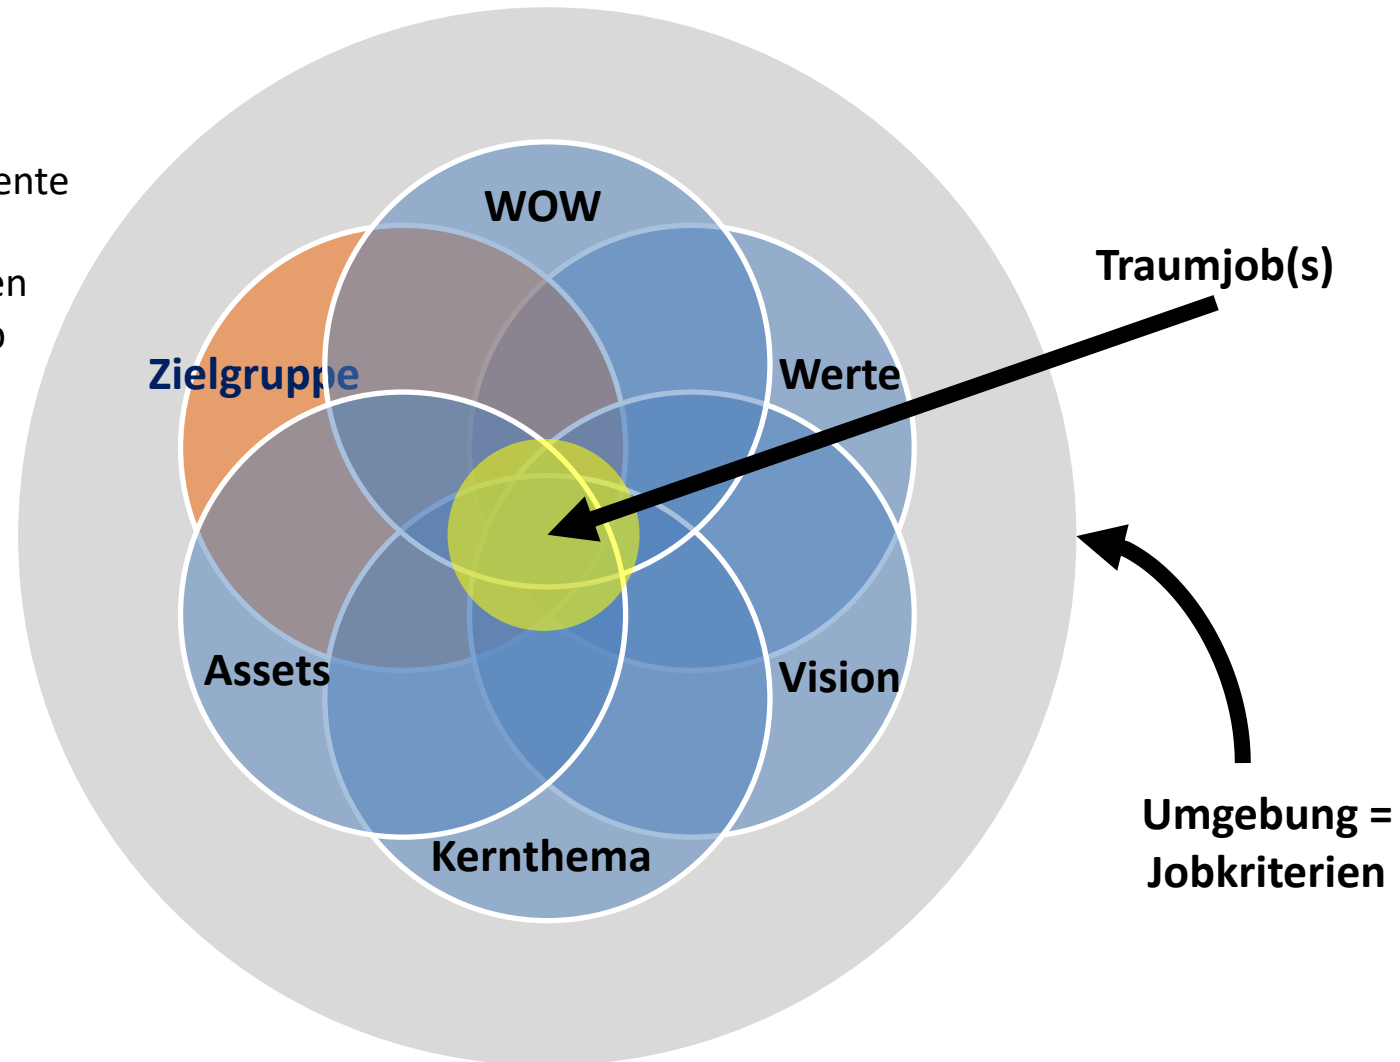 WOW
Traumjob(s)
Zielgruppe
Werte
Assets
Vision
Kernthema
Umgebung =
Jobkriterien